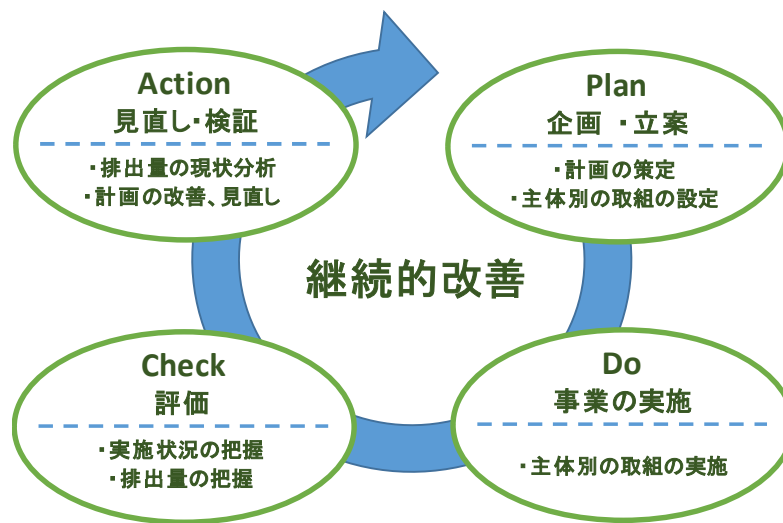 Action
見直し・検証
・排出量の現状分析
・計画の改善、見直し
Plan
企画 ・立案
・計画の策定
・主体別の取組の設定
継続的改善
Check
評価
・実施状況の把握
・排出量の把握
Do
事業の実施
・主体別の取組の実施